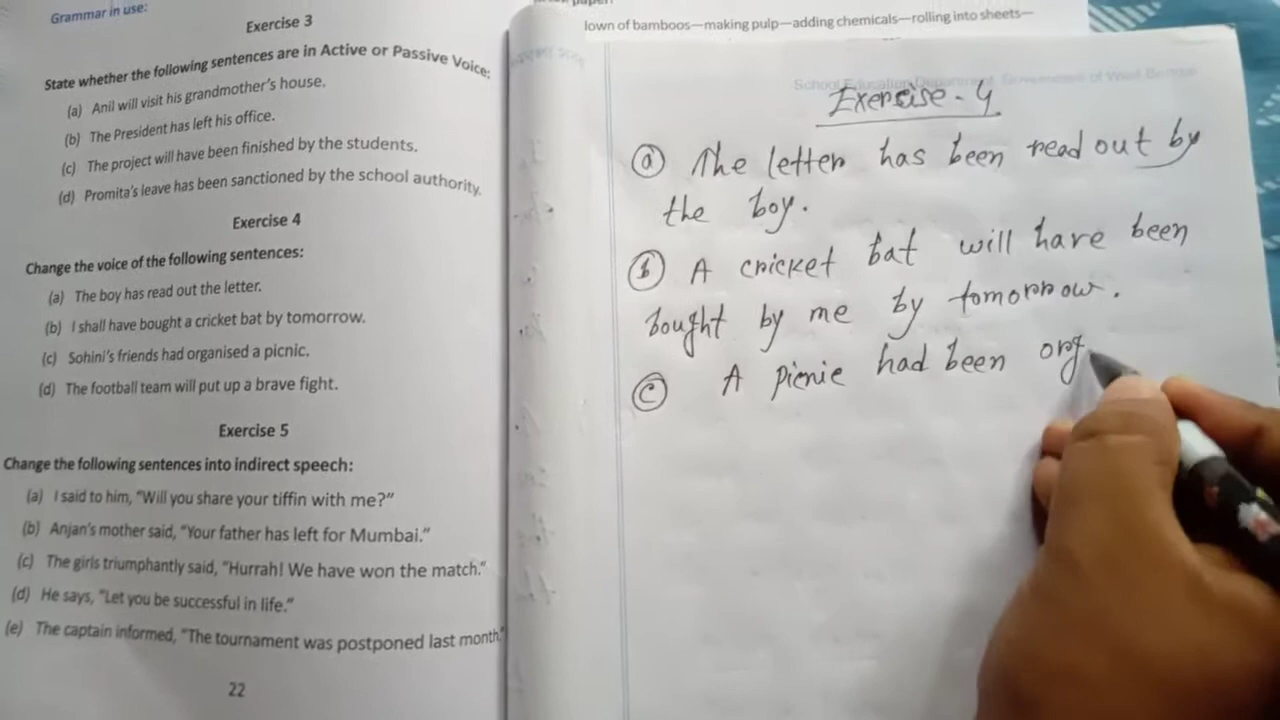 Grammar in use:
Exercise 3
State whether the following sentences are in Active or Passive Voice:
(a) Anil will visit his grandmother's house.
(b) The President has left his office.
(c) The project will have been finished by the students.
(d) Promita's leave has been sanctioned by the school authority.
Exercise 4
Change the voice of the following sentences:
(a) The boy has read out the letter.
(b) I shall have bought a cricket bat by tomorrow.
(c) Sohini's friends had organised a picnic.
(d) The football team will put up a brave fight.
Exercise 5
Change the following sentences into indirect speech:
(a) I said to him, "Will you share your tiffin with me?"
(b) Anjan's mother said, "Your father has left for Mumbai."
(c) The girls triumphantly said, "Hurrah! We have won the match."
(d) He says, "Let you be successful in life."
(e) The captain informed, "The tournament was postponed last month."
22
lown of bamboos—making pulp—adding chemicals—rolling into sheets—
School Education Department, Government of West Bengal
Exercise - 4
(a) The letter has been read out by
the boy.
(b) A cricket bat will have been
bought by me by tomorrow.
(c) A picnic had been org